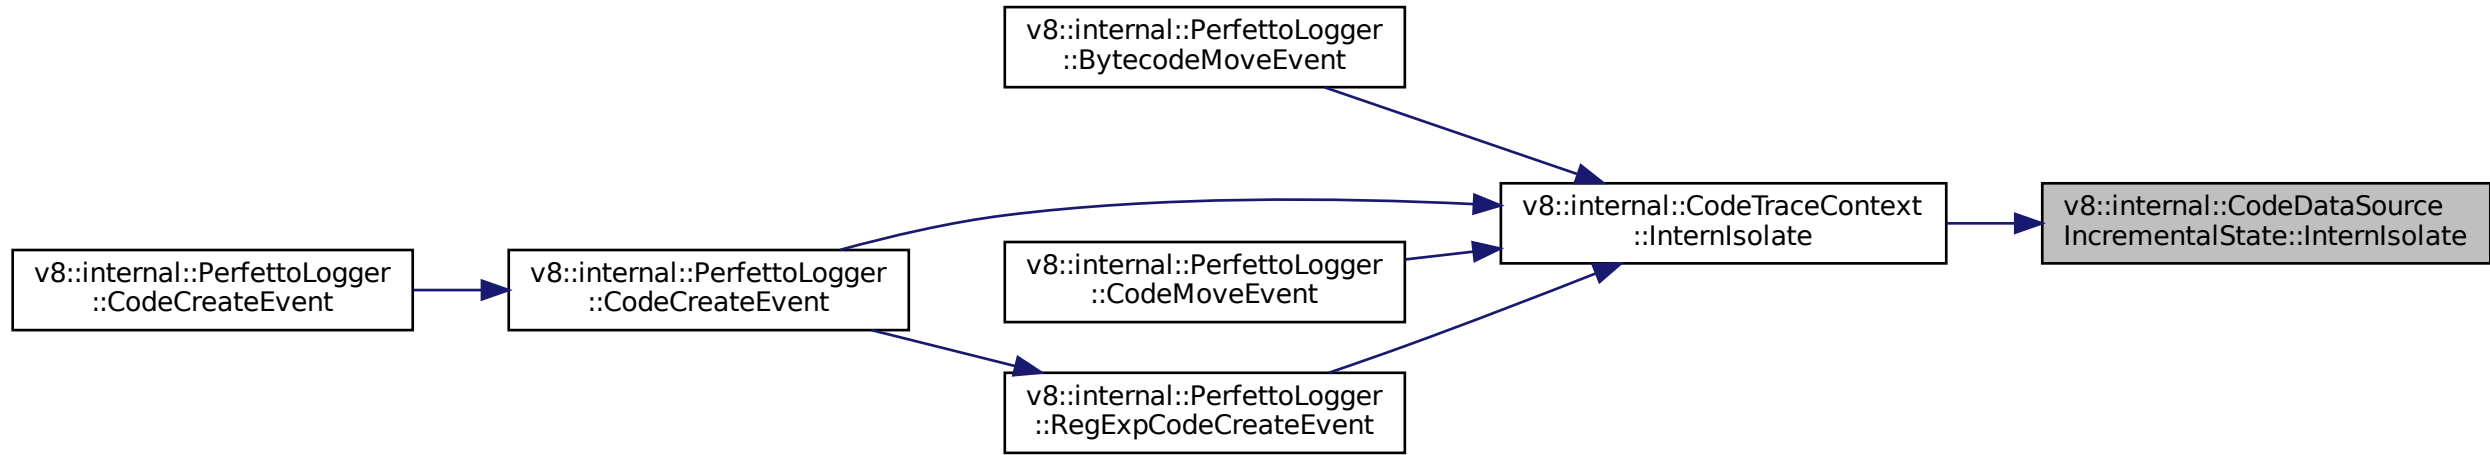 v8::internal::PerfettoLogger
::BytecodeMoveEvent
v8::internal::CodeTraceContext
::InternIsolate
v8::internal::CodeDataSource
IncrementalState::InternIsolate
v8::internal::PerfettoLogger
::CodeCreateEvent
v8::internal::PerfettoLogger
::CodeCreateEvent
v8::internal::PerfettoLogger
::CodeMoveEvent
v8::internal::PerfettoLogger
::RegExpCodeCreateEvent